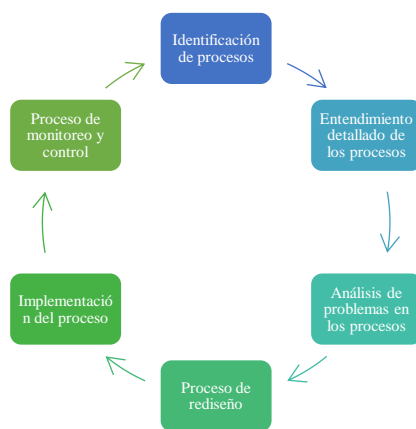 Identificación
de procesos
Entendimiento
detallado de
los procesos
Análisis de
problemas en
los procesos
Proceso de
rediseño
Implementació
n del proceso
Proceso de
monitoreo y
control